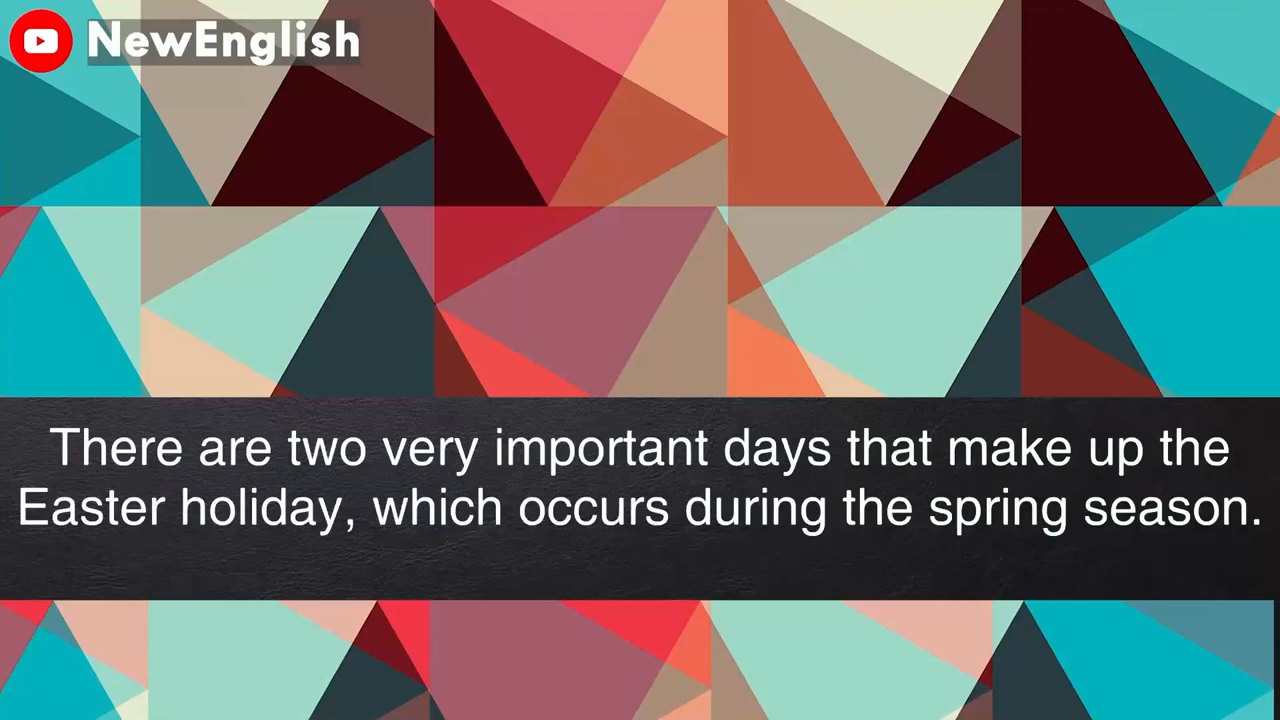 NewEnglish
There are two very important days that make up the
Easter holiday, which occurs during the spring season.